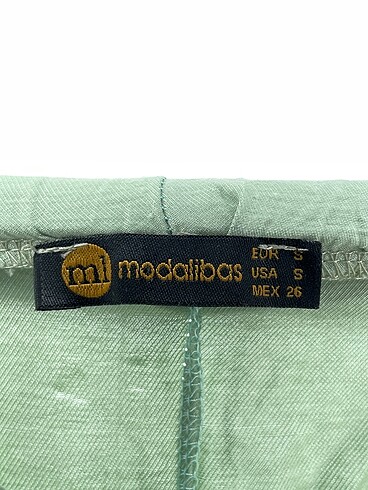 ml modalibas
EUR S
USA S
MEX 26